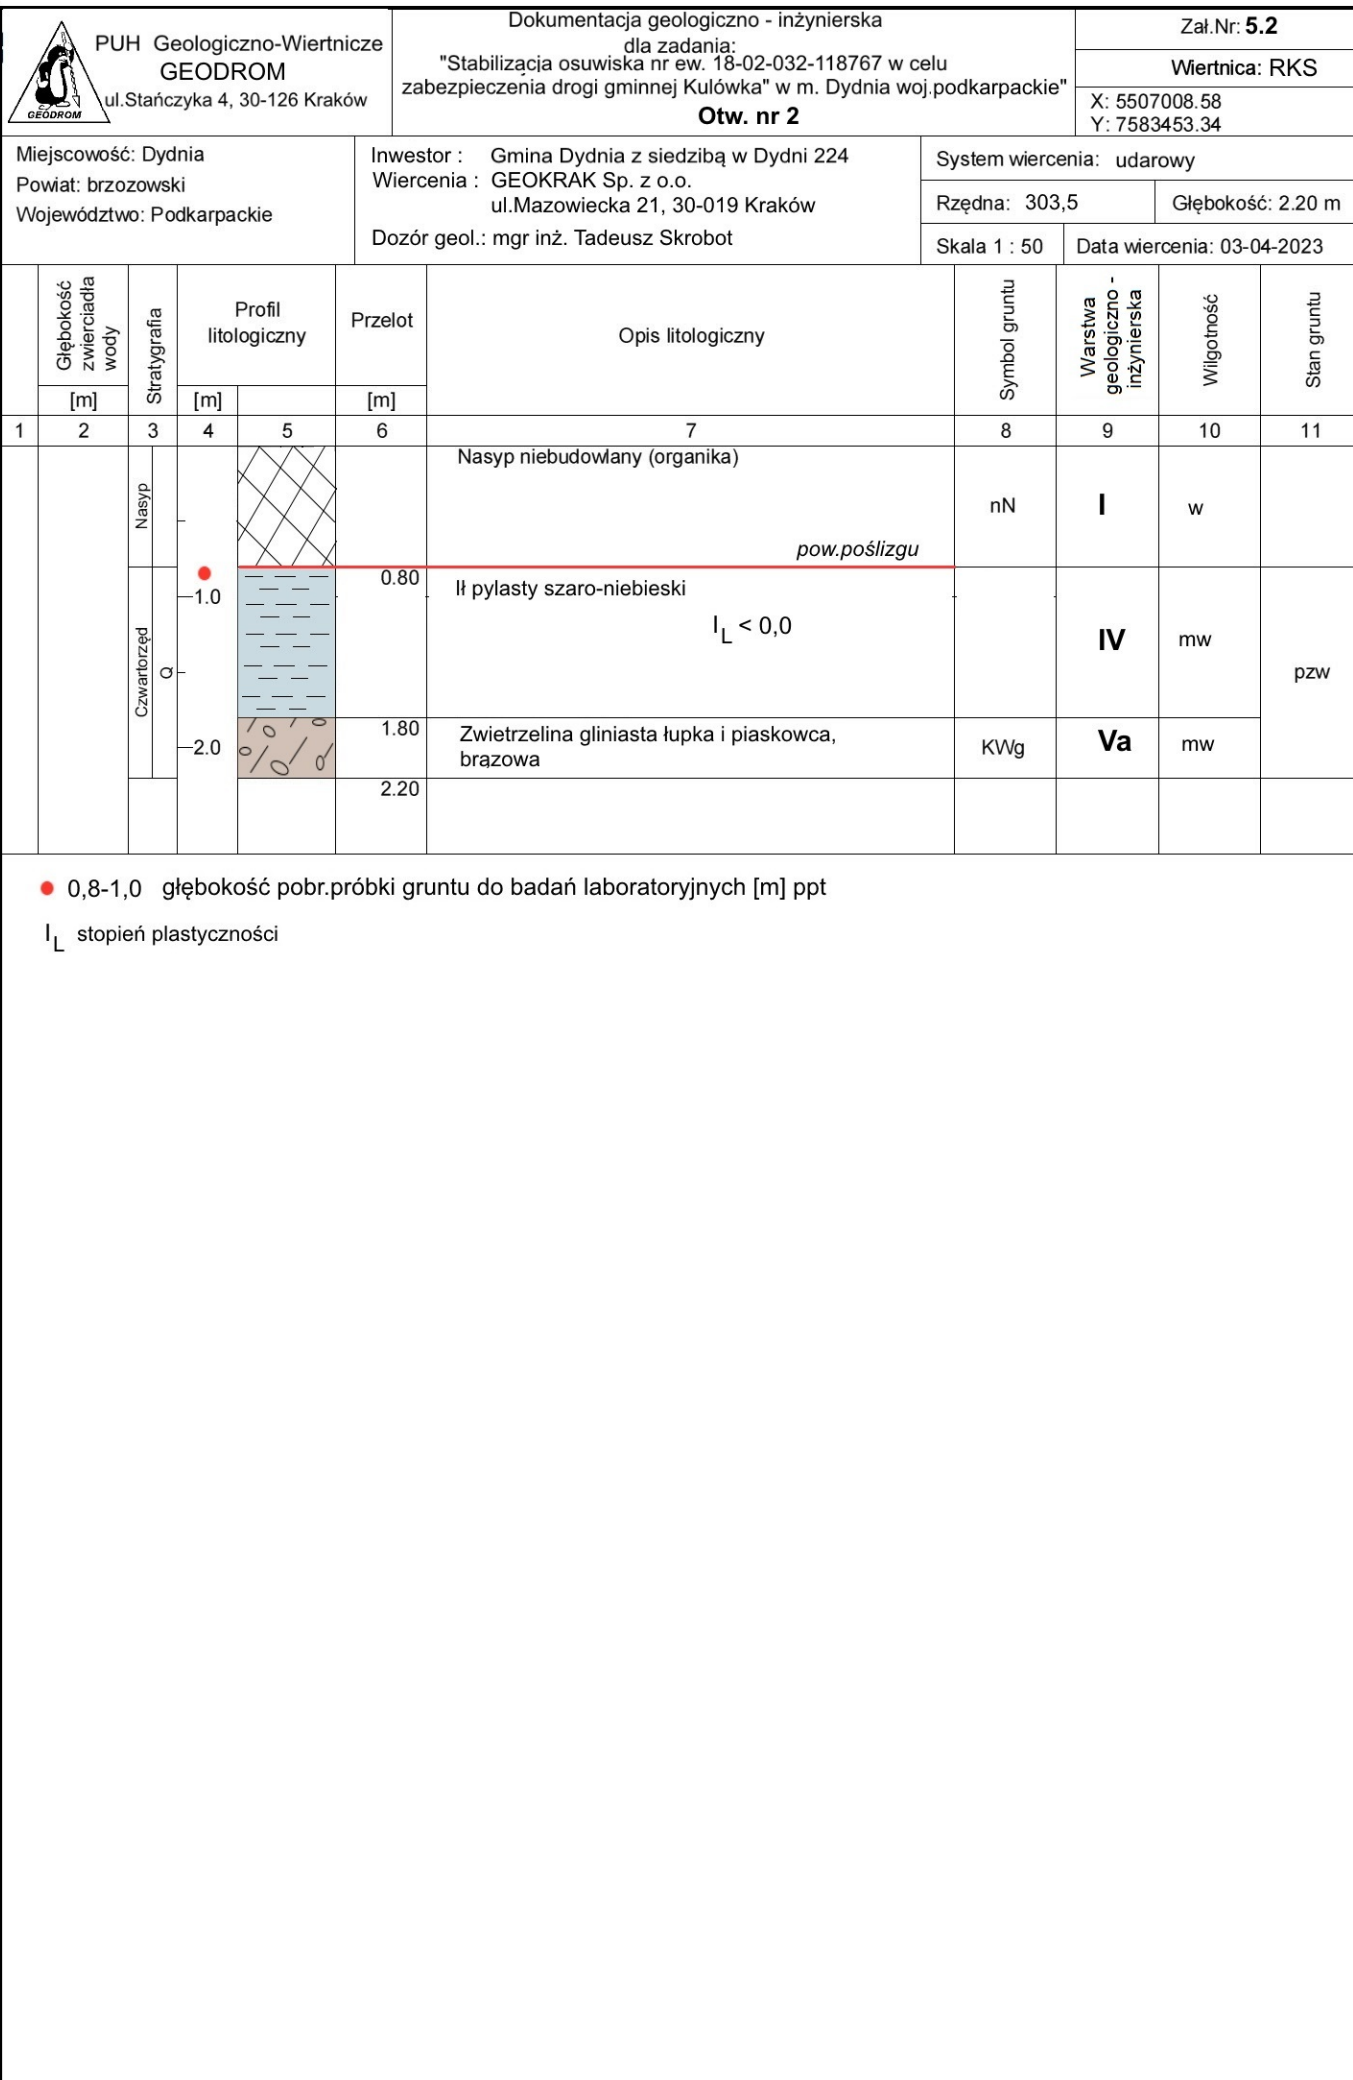 PUH Geologiczno-Wiertnicze
GEODROM
ul.Stańczyka 4, 30-126 Kraków
GEODROM
Dokumentacja geologiczno - inżynierska
dla zadania:
"Stabilizacja osuwiska nr ew. 18-02-032-118767 w celu
zabezpieczenia drogi gminnej Kulówka" w m. Dydnia woj.podkarpackie"
Otw. nr 2
Zał.Nr: 5.2
Wiertnica: RKS
X: 5507008.58
Y: 7583453.34
Miejscowość: Dydnia
Powiat: brzozowski
Województwo: Podkarpackie
Inwestor : Gmina Dydnia z siedzibą w Dydni 224
Wiercenia : GEOKRAK Sp. z o.o.
ul.Mazowiecka 21, 30-019 Kraków
Dozór geol.: mgr inż. Tadeusz Skrobot
System wiercenia: udarowy
Rzędna: 303,5
Głębokość: 2.20 m
Skala 1 : 50
Data wiercenia: 03-04-2023
Głębokość
zwierciadła
wody
[m]
Stratygrafia
Profil
litologiczny
[m]
Przelot
[m]
Opis litologiczny
Symbol gruntu
Warstwa
geologiczno -
inżynierska
Wilgotność
Stan gruntu
1 2 3 4 5 6 7 8 9 10 11
Nasyp
Nasyp niebudowlany (organika)
nN
I
w
pow.poślizgu
0.80
Ił pylasty szaro-niebieski
1.0
I_L < 0,0
Czwartorzęd
Q
IV
mw
pzw
1.80
Zwietrzelina gliniasta łupka i piaskowca,
brązowa
2.0
KWg
Va
mw
2.20
0,8-1,0 głębokość pobr.próbki gruntu do badań laboratoryjnych [m] ppt
I_L stopień plastyczności